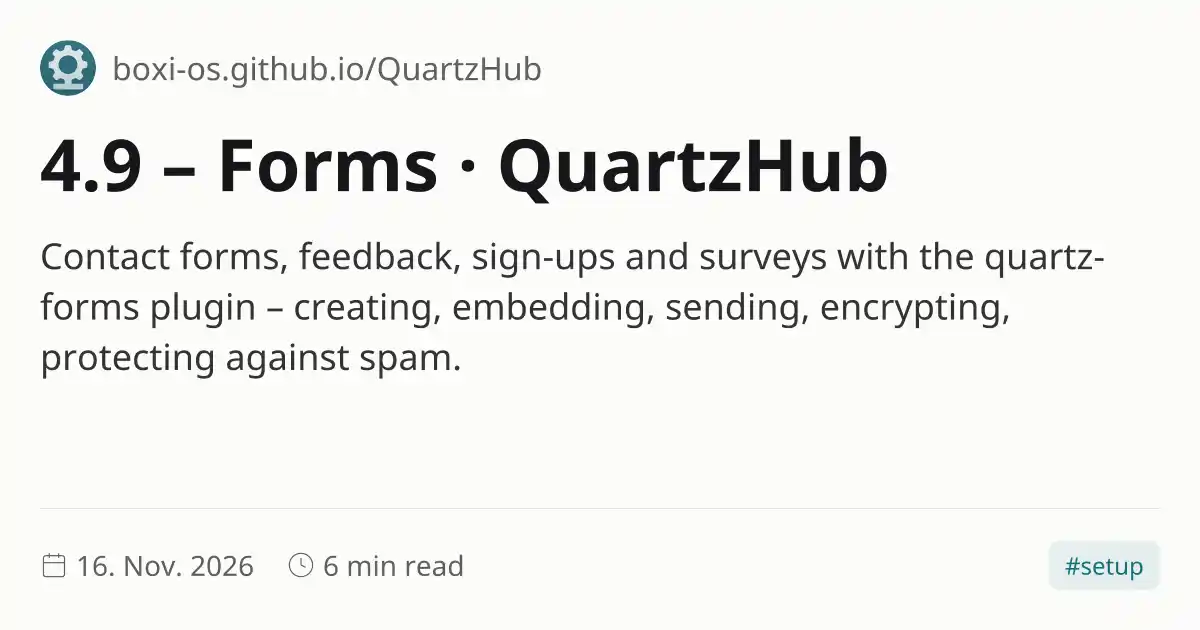 boxi-os.github.io/QuartzHub
4.9 – Forms · QuartzHub
Contact forms, feedback, sign-ups and surveys with the quartz-
forms plugin – creating, embedding, sending, encrypting,
protecting against spam.
16. Nov. 2026 6 min read #setup